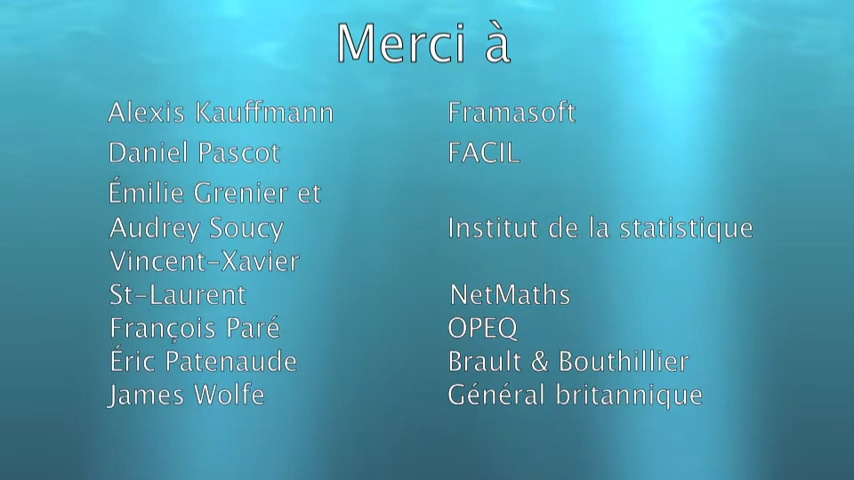 Merci à
Alexis Kauffmann Framasoft
Daniel Pascot FACIL
Émilie Grenier et
Audrey Soucy Institut de la statistique
Vincent-Xavier
St-Laurent NetMaths
François Paré OPEQ
Éric Patenaude Brault & Bouthillier
James Wolfe Général britannique